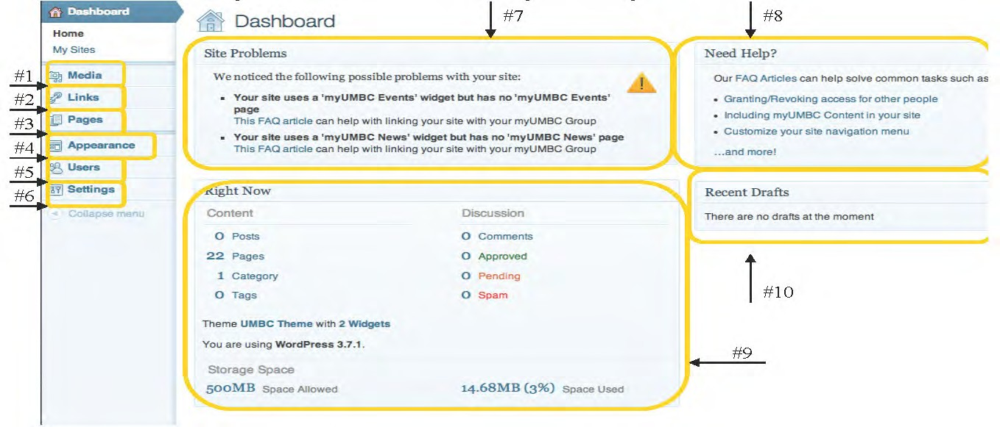 Dashboard
Home
My Sites
#1 Media
#2 Links
#3 Pages
#4 Appearance
#5 Users
#6 Settings
Collapse menu
Dashboard
#7
#8
Site Problems
We noticed the following possible problems with your site:
Your site uses a 'myUMBC Events' widget but has no 'myUMBC Events'
page
This FAQ article can help with linking your site with your myUMBC Group
Your site uses a 'myUMBC News' widget but has no 'myUMBC News' page
This FAQ article can help with linking your site with your myUMBC Group
Need Help?
Our FAQ Articles can help solve common tasks such as
Granting/Revoking access for other people
Including myUMBC Content in your site
Customize your site navigation menu
...and more!
Right Now
Content Discussion
0 Posts 0 Comments
22 Pages 0 Approved
1 Category 0 Pending
0 Tags 0 Spam
Theme UMBC Theme with 2 Widgets
You are using WordPress 3.7.1.
Storage Space
500MB Space Allowed 14.68MB (3%) Space Used
Recent Drafts
There are no drafts at the moment
#10
#9